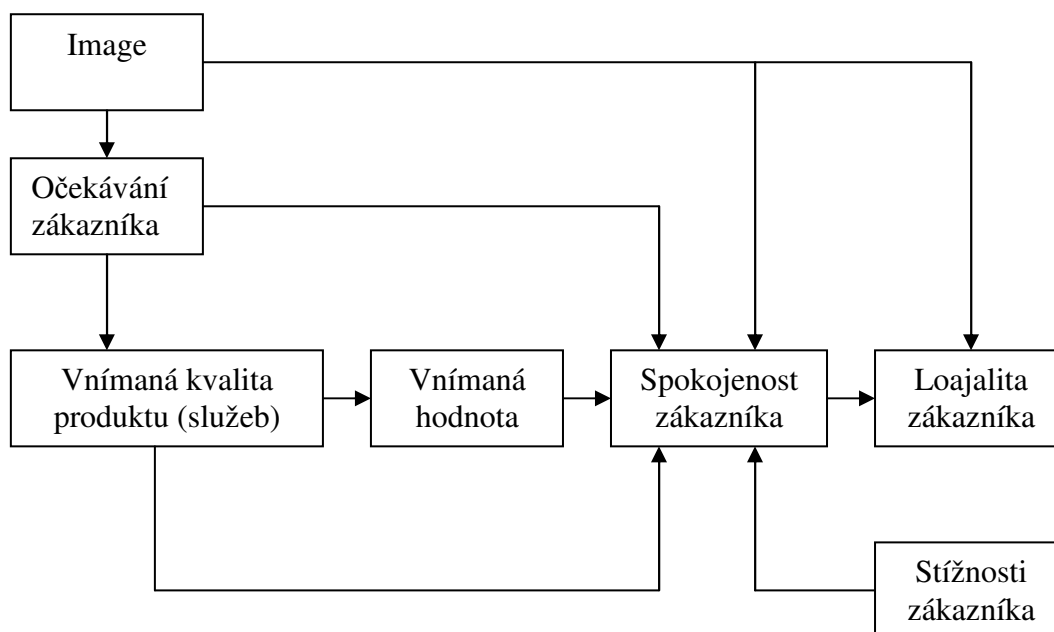 Image
Očekávání
zákazníka
Vnímaná kvalita
produktu (služeb)
Vnímaná
hodnota
Spokojenost
zákazníka
Loajalita
zákazníka
Stížnosti
zákazníka